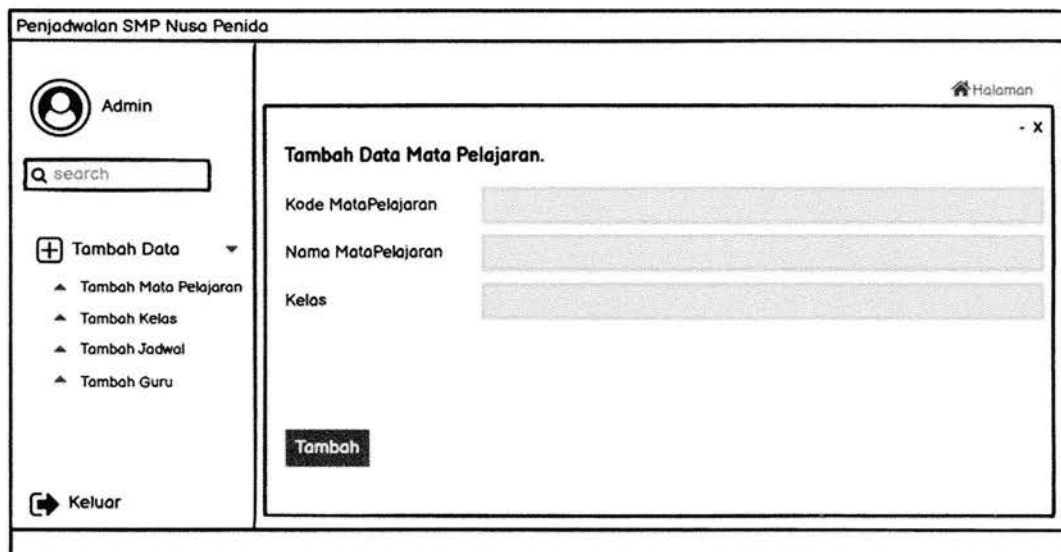 Penjadwalan SMP Nusa Penida
Admin
search
Tambah Data
Tambah Mata Pelajaran
Tambah Kelas
Tambah Jadwal
Tambah Guru
Keluar
Halaman
- X
Tambah Data Mata Pelajaran.
Kode MataPelajaran
Nama MataPelajaran
Kelas
Tambah